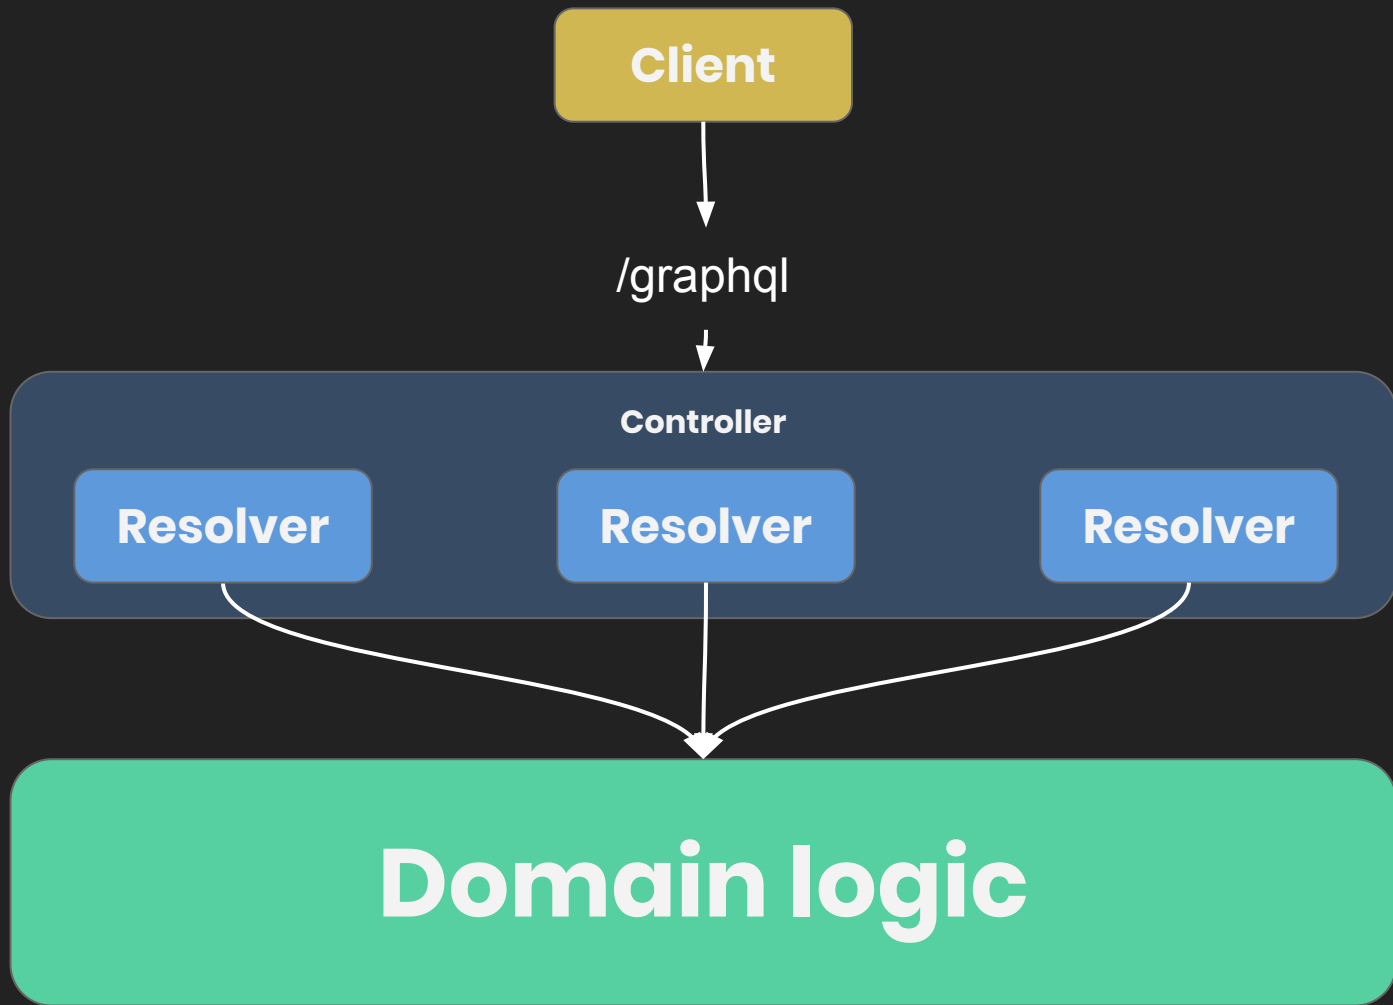 Client
/graphql
Controller
Resolver
Resolver
Resolver
Domain logic